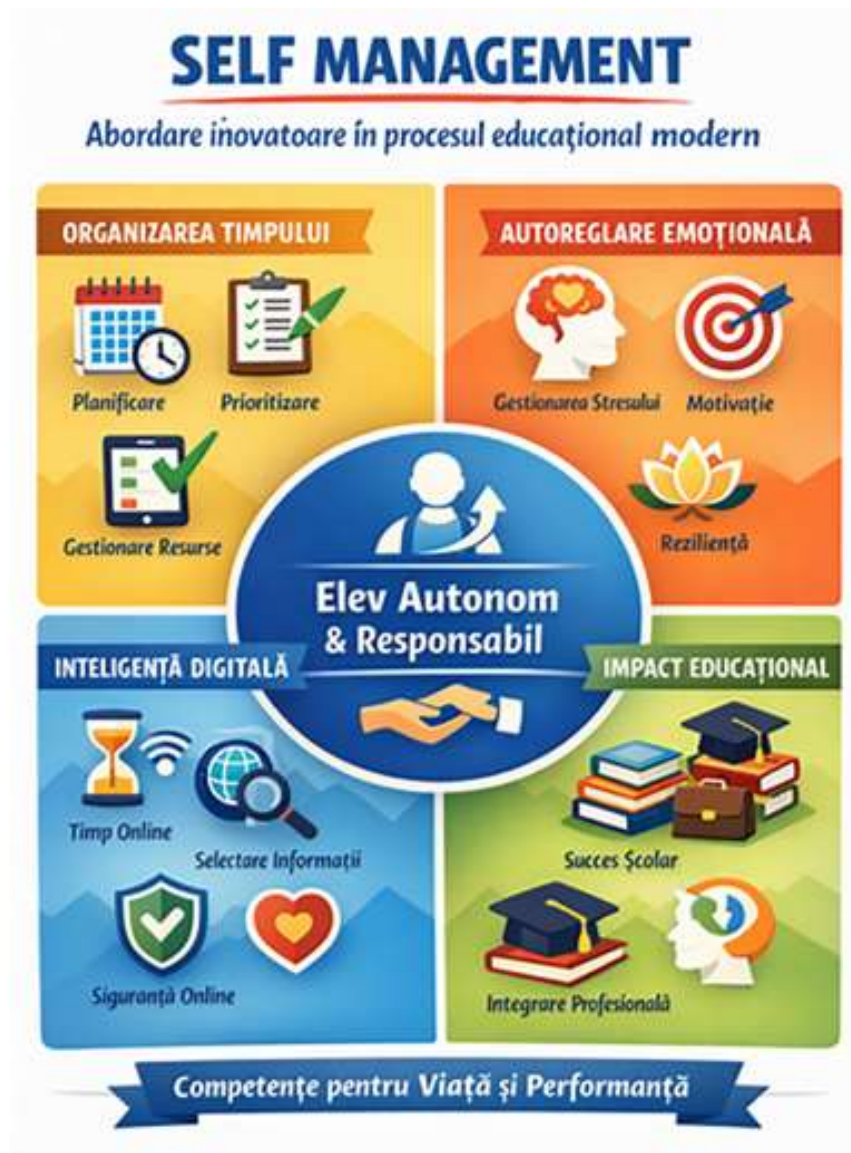 SELF MANAGEMENT
Abordare inovatoare în procesul educațional modern
ORGANIZAREA TIMPULUI
Planificare
Prioritizare
Gestionare Resurse
AUTOREGLARE EMOȚIONALĂ
Gestionarea Stresului
Motivație
Reziliență
Elev Autonom
& Responsabil
INTELIGENȚĂ DIGITALĂ
Timp Online
Selectare Informații
Siguranță Online
IMPACT EDUCAȚIONAL
Succes Școlar
Integrare Profesională
Competențe pentru Viață și Performanță